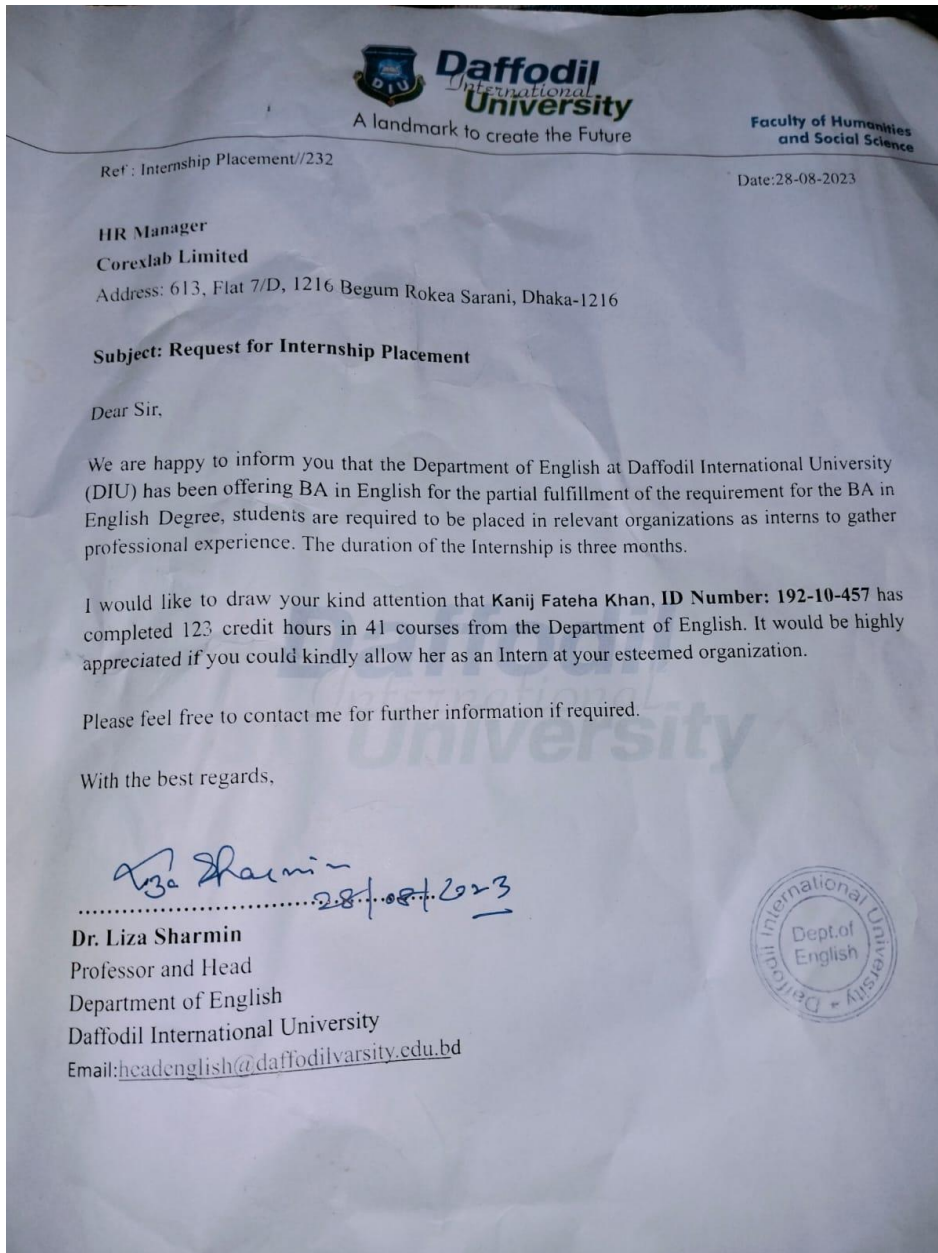 DIU
Daffodil
International
University
A landmark to create the Future
Faculty of Humanities
and Social Science
Ref : Internship Placement//232
Date:28-08-2023
HR Manager
Corexlab Limited
Address: 613, Flat 7/D, 1216 Begum Rokea Sarani, Dhaka-1216
Subject: Request for Internship Placement
Dear Sir,
We are happy to inform you that the Department of English at Daffodil International University
(DIU) has been offering BA in English for the partial fulfillment of the requirement for the BA in
English Degree, students are required to be placed in relevant organizations as interns to gather
professional experience. The duration of the Internship is three months.
I would like to draw your kind attention that Kanij Fateha Khan, ID Number: 192-10-457 has
completed 123 credit hours in 41 courses from the Department of English. It would be highly
appreciated if you could kindly allow her as an Intern at your esteemed organization.
Daffodil
International
University
Please feel free to contact me for further information if required.
With the best regards,
Liza Sharmin
28/08/2023
Dr. Liza Sharmin
Professor and Head
Department of English
Daffodil International University
Email:headenglish@daffodilvarsity.edu.bd
Daffodil International University
Dept.of
English